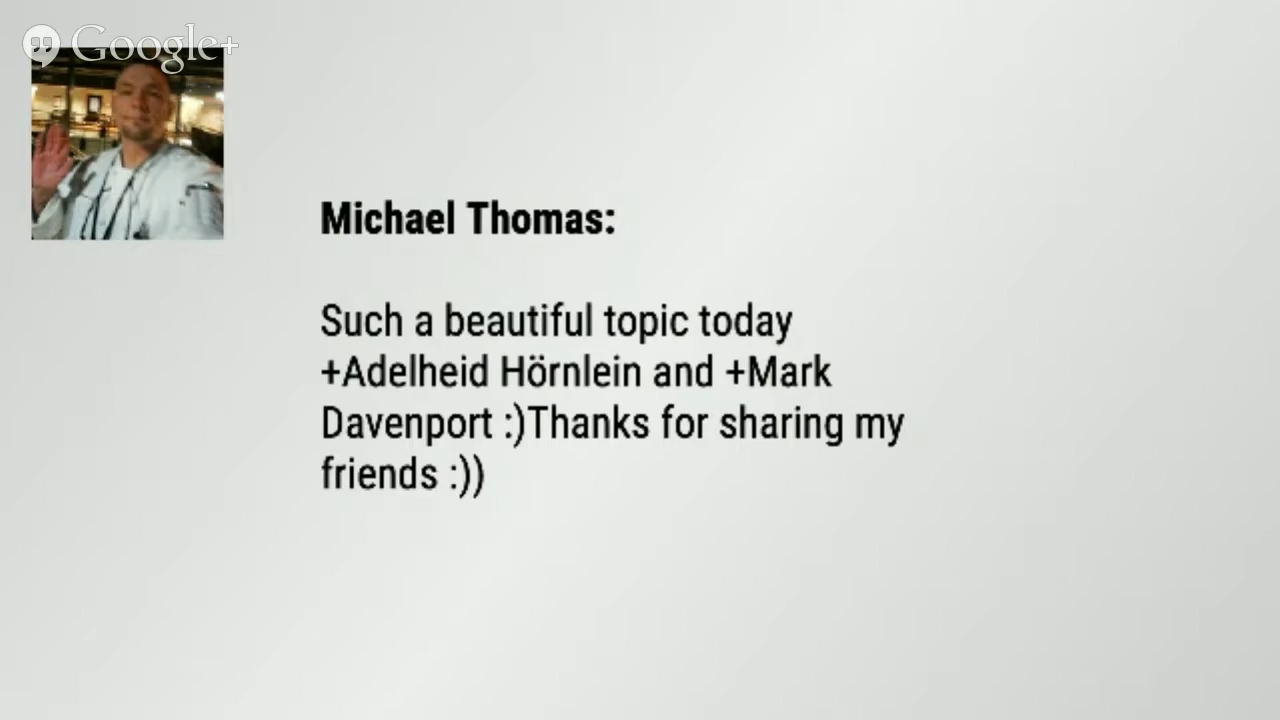 Google+
Michael Thomas:
Such a beautiful topic today
+Adelheid Hörnlein and +Mark
Davenport :)Thanks for sharing my
friends :))